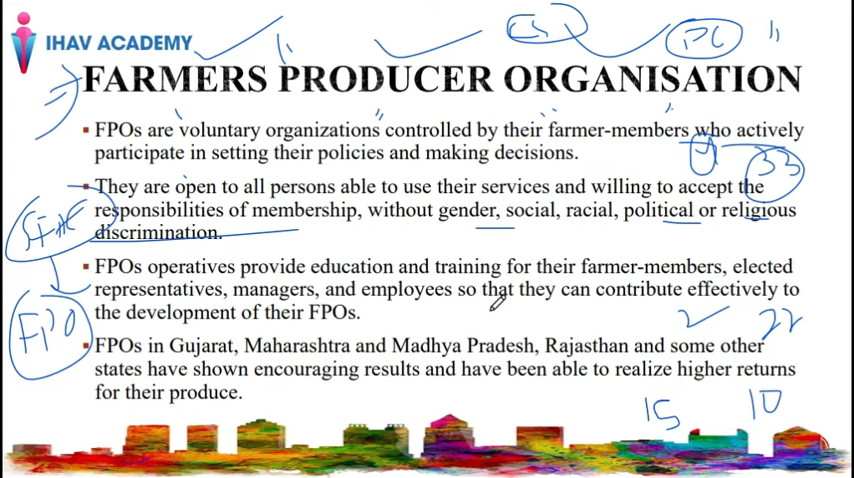 IHAV ACADEMY
CS
PC
FARMERS PRODUCER ORGANISATION
▪ FPOs are voluntary organizations controlled by their farmer-members who actively
participate in setting their policies and making decisions.
33
▪ They are open to all persons able to use their services and willing to accept the
responsibilities of membership, without gender, social, racial, political or religious
discrimination.
SFAC
▪ FPOs operatives provide education and training for their farmer-members, elected
representatives, managers, and employees so that they can contribute effectively to
the development of their FPOs.
FPO
22
▪ FPOs in Gujarat, Maharashtra and Madhya Pradesh, Rajasthan and some other
states have shown encouraging results and have been able to realize higher returns
for their produce.
15 10